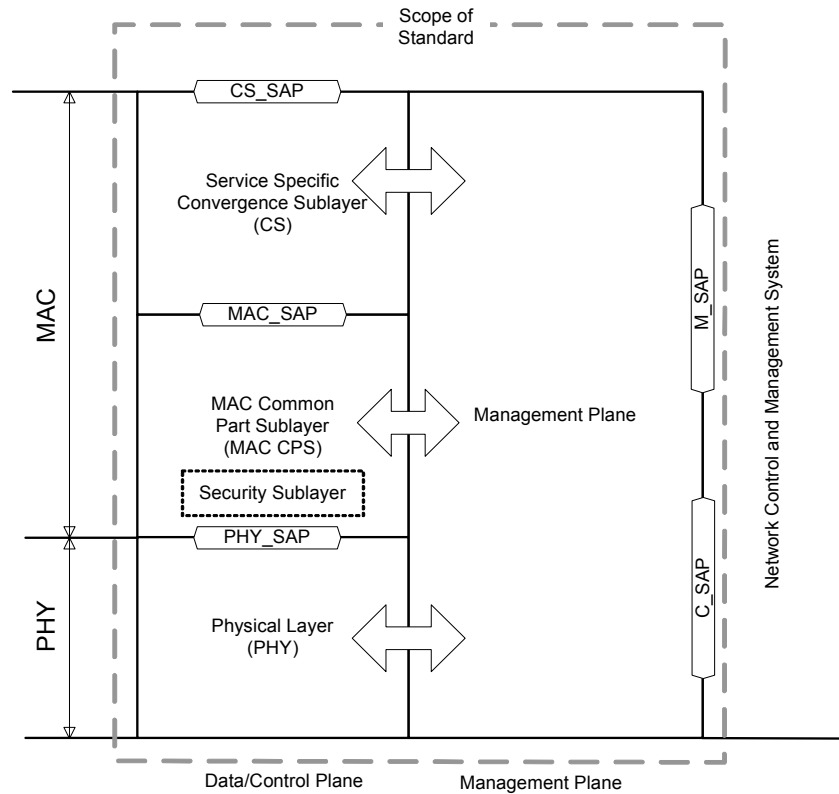 Scope of
Standard
CS_SAP
Service Specific
Convergence Sublayer
(CS)
MAC
MAC_SAP
M_SAP
Network Control and Management System
MAC Common
Part Sublayer
(MAC CPS)
Management Plane
Security Sublayer
PHY_SAP
C_SAP
PHY
Physical Layer
(PHY)
Data/Control Plane
Management Plane